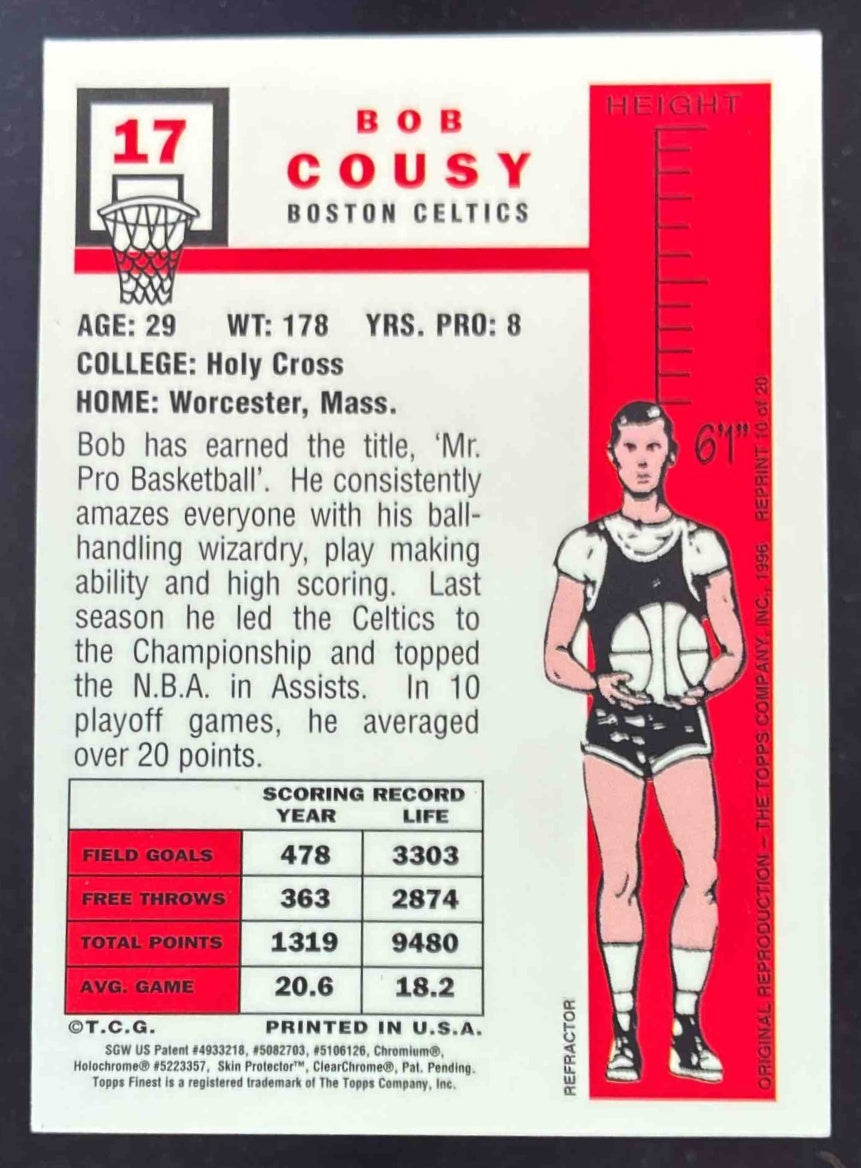 17
BOB
COUSY
BOSTON CELTICS
HEIGHT
6'1"
AGE: 29 WT: 178 YRS. PRO: 8
COLLEGE: Holy Cross
HOME: Worcester, Mass.
Bob has earned the title, ‘Mr.
Pro Basketball’. He consistently
amazes everyone with his ball-
handling wizardry, play making
ability and high scoring. Last
season he led the Celtics to
the Championship and topped
the N.B.A. in Assists. In 10
playoff games, he averaged
over 20 points.
SCORING RECORD
YEAR LIFE
FIELD GOALS 478 3303
FREE THROWS 363 2874
TOTAL POINTS 1319 9480
AVG. GAME 20.6 18.2
©T.C.G. PRINTED IN U.S.A.
SGW US Patent #4933218, #5082703, #5106126, Chromium®,
Holochrome® #5223357, Skin Protector™, ClearChrome®, Pat. Pending.
Topps Finest is a registered trademark of The Topps Company, Inc.
REFRACTOR
ORIGINAL REPRODUCTION – THE TOPPS COMPANY, INC., 1996 REPRINT 10 of 20